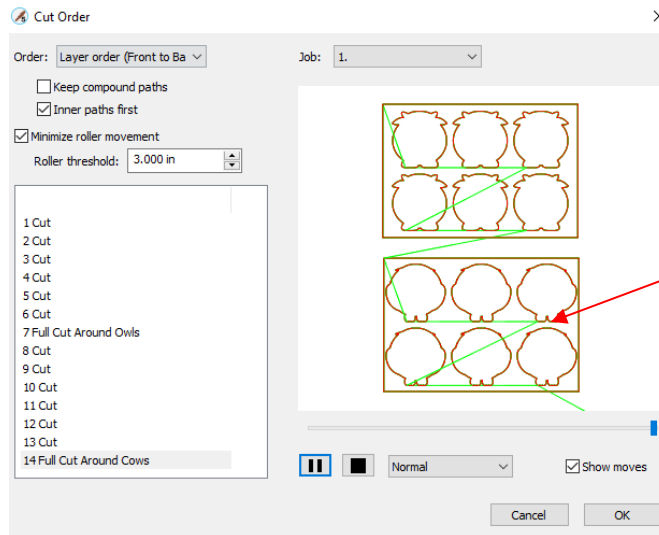 Cut Order
Order: Layer order (Front to Ba
Job: 1.
Keep compound paths
Inner paths first
Minimize roller movement
Roller threshold: 3.000 in
1 Cut
2 Cut
3 Cut
4 Cut
5 Cut
6 Cut
7 Full Cut Around Owls
8 Cut
9 Cut
10 Cut
11 Cut
12 Cut
13 Cut
14 Full Cut Around Cows
Normal
Show moves
Cancel
OK